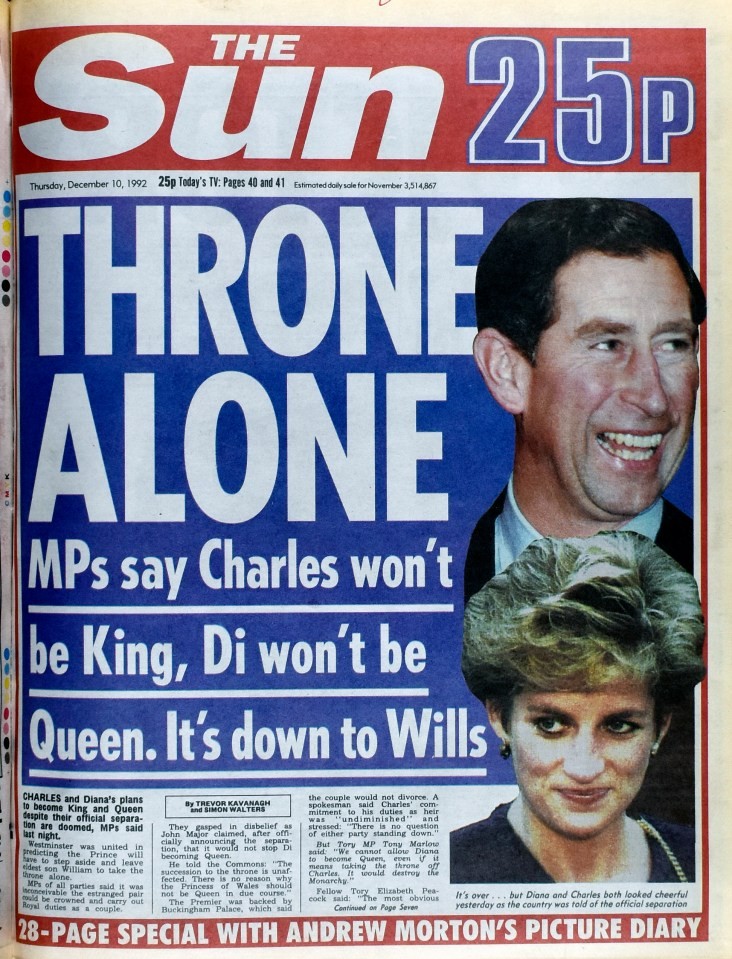 THE
Sun
25p
Thursday, December 10, 1992 25p Today's TV: Pages 40 and 41 Estimated daily sale for November 3,514,867
THRONE
ALONE
MPs say Charles won't
be King, Di won't be
Queen. It's down to Wills
CHARLES and Diana's plans
to become King and Queen
despite their official separa-
tion are doomed, MPs said
last night.
Westminster was united in
predicting the Prince will
have to step aside and leave
eldest son William to take the
throne alone.
MPs of all parties said it was
inconceivable the estranged pair
could be crowned and carry out
Royal duties as a couple.
By TREVOR KAVANAGH
and SIMON WALTERS
They gasped in disbelief as
John Major claimed, after offi-
cially announcing the separa-
tion, that it would not stop Di
becoming Queen.
He told the Commons: "The
succession to the throne is unaf-
fected. There is no reason why
the Princess of Wales should
not be Queen in due course."
The Premier was backed by
Buckingham Palace, which said
the couple would not divorce. A
spokesman said Charles' com-
mitment to his duties as heir
was "undiminished" and
stressed: "There is no question
of either party standing down."
But Tory MP Tony Marlow
said: "We cannot allow Diana
to become Queen, even if it
means taking the throne off
Charles. It would destroy the
Monarchy."
Fellow Tory Elizabeth Pea-
cock said: "The most obvious
Continued on Page Seven
It's over . . . but Diana and Charles both looked cheerful
yesterday as the country was told of the official separation
28-PAGE SPECIAL WITH ANDREW MORTON'S PICTURE DIARY